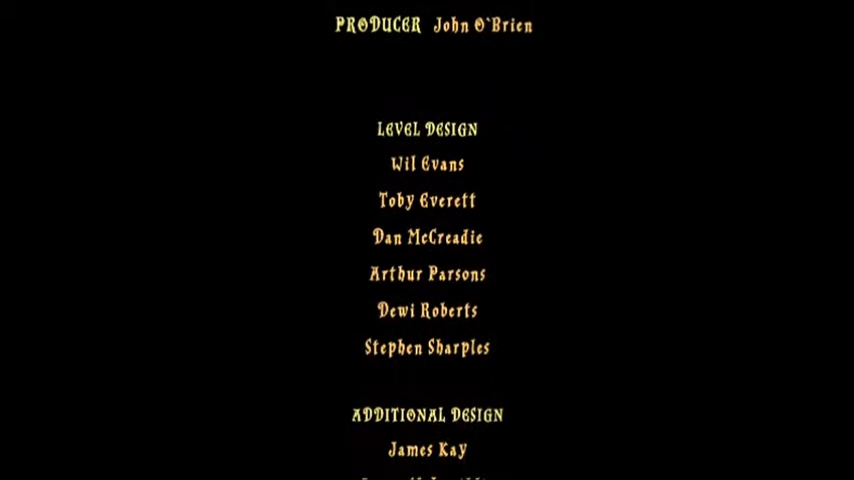 PRODUCER John O`Brien
LEVEL DESIGN
Wil Evans
Toby Everett
Dan McCreadie
Arthur Parsons
Dewi Roberts
Stephen Sharples
ADDITIONAL DESIGN
James Kay